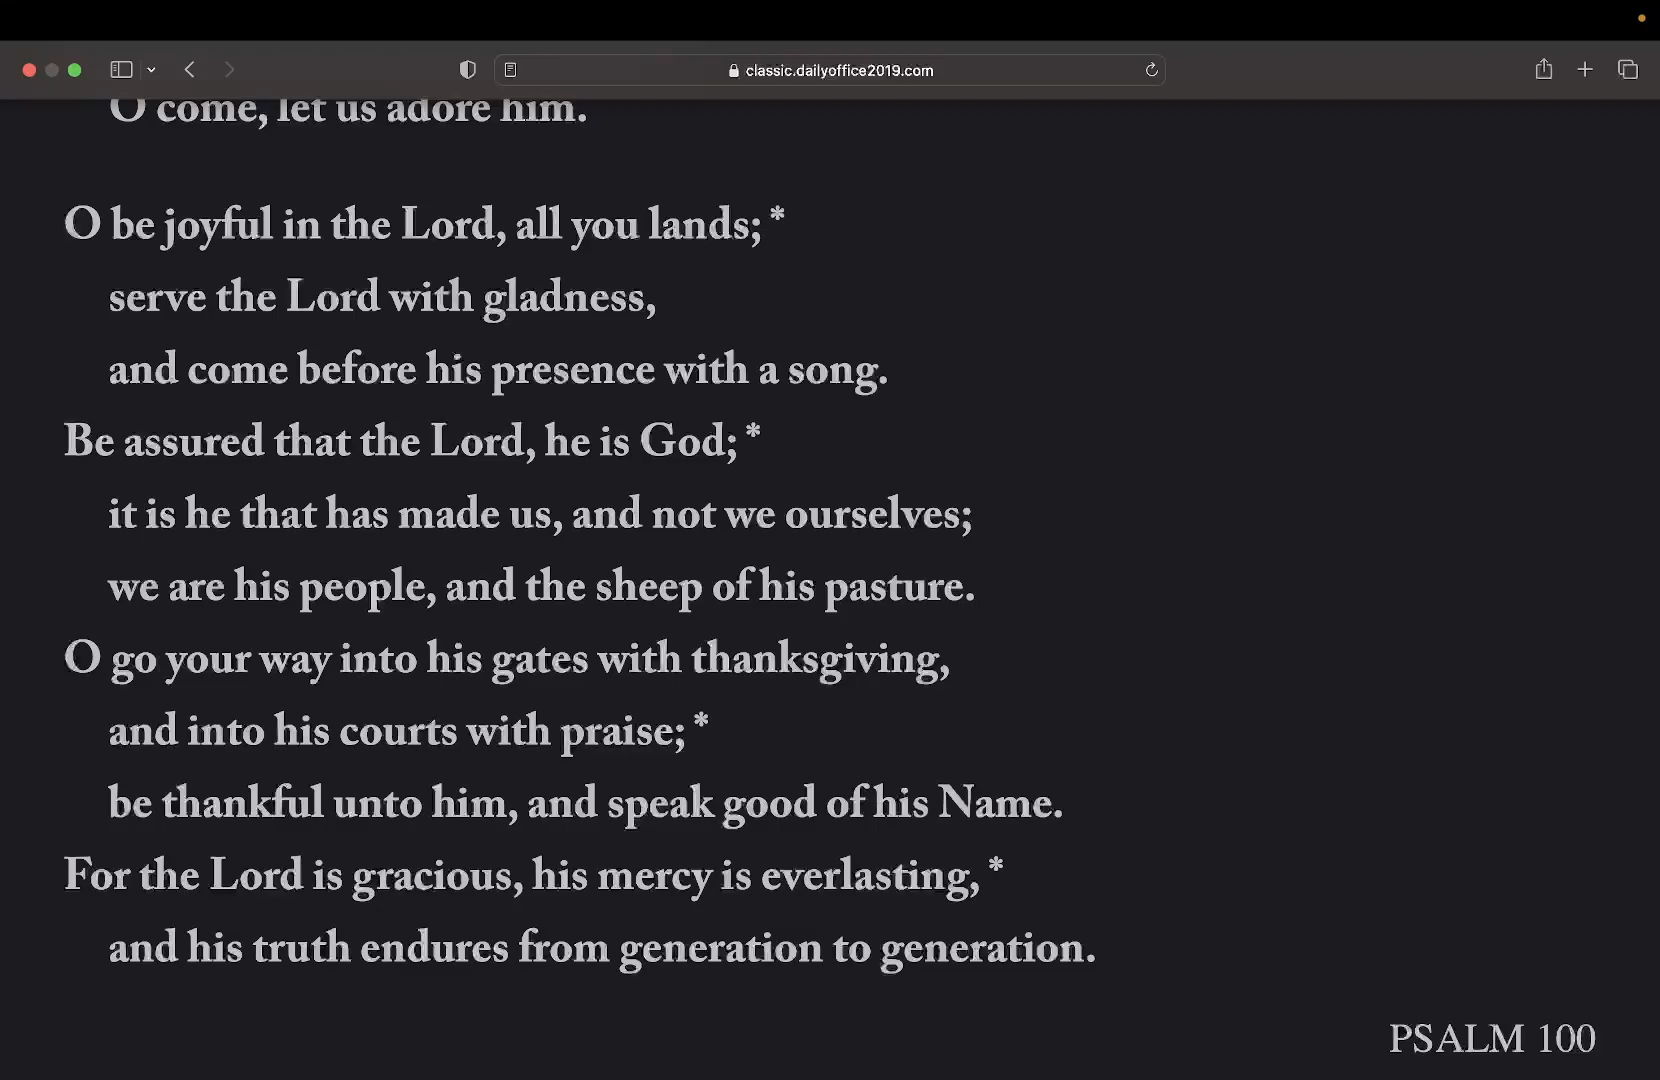 classic.dailyoffice2019.com
O come, let us adore him.
O be joyful in the Lord, all you lands; *
serve the Lord with gladness,
and come before his presence with a song.
Be assured that the Lord, he is God; *
it is he that has made us, and not we ourselves;
we are his people, and the sheep of his pasture.
O go your way into his gates with thanksgiving,
and into his courts with praise; *
be thankful unto him, and speak good of his Name.
For the Lord is gracious, his mercy is everlasting, *
and his truth endures from generation to generation.
PSALM 100